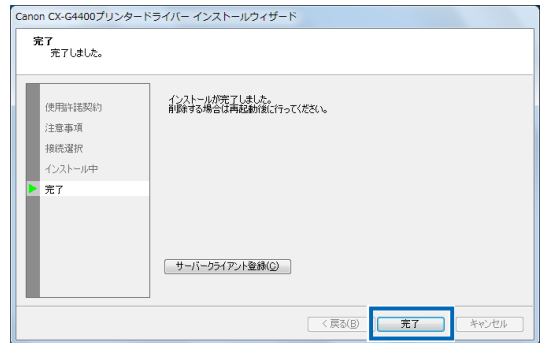 Canon CX-G4400プリンタードライバー インストールウィザード
完了
完了しました。
使用許諾契約
注意事項
接続選択
インストール中
完了
インストールが完了しました。
削除する場合は再起動後に行ってください。
サーバークライアント登録(C)
< 戻る(B)
完了
キャンセル